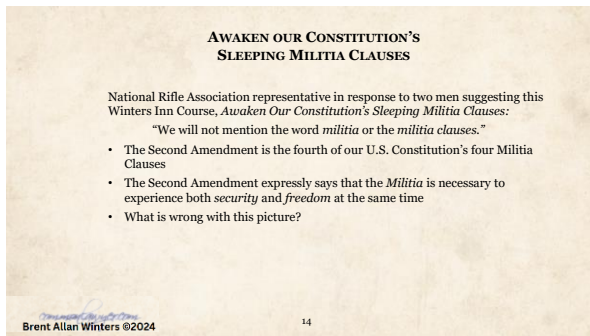 AWAKEN OUR CONSTITUTION'S
SLEEPING MILITIA CLAUSES
National Rifle Association representative in response to two men suggesting this
Winters Inn Course, Awaken Our Constitution's Sleeping Militia Clauses:
“We will not mention the word militia or the militia clauses.”
• The Second Amendment is the fourth of our U.S. Constitution's four Militia
Clauses
• The Second Amendment expressly says that the Militia is necessary to
experience both security and freedom at the same time
• What is wrong with this picture?
Brent Allan Winters ©2024
14